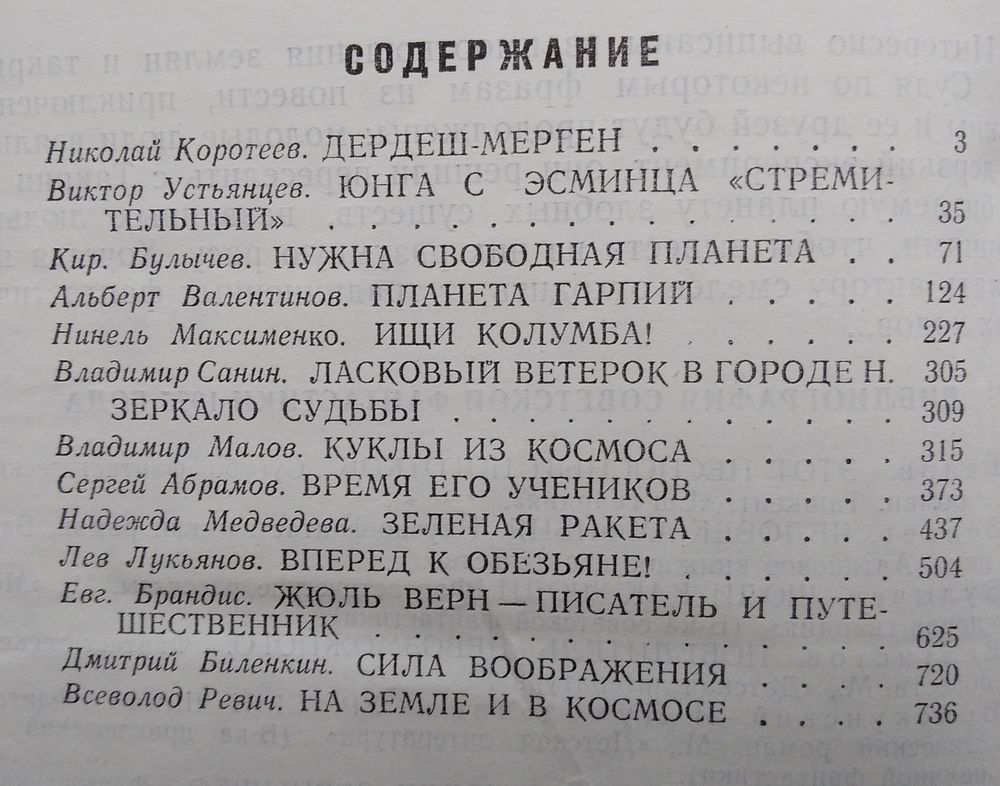 СОДЕРЖАНИЕ
Николай Коротеев. ДЕРДЕШ-МЕРГЕН . . . . . . . 3
Виктор Устьянцев. ЮНГА С ЭСМИНЦА «СТРЕМИ-
ТЕЛЬНЫЙ» . . . . . . . . . . . . . 35
Кир. Булычев. НУЖНА СВОБОДНАЯ ПЛАНЕТА . . 71
Альберт Валентинов. ПЛАНЕТА ГАРПИЙ . . . . . 124
Нинель Максименко. ИЩИ КОЛУМБА! . . . . . . 227
Владимир Санин. ЛАСКОВЫЙ ВЕТЕРОК В ГОРОДЕ Н. 305
ЗЕРКАЛО СУДЬБЫ . . . . . . . . . . . 309
Владимир Малов. КУКЛЫ ИЗ КОСМОСА . . . . . 315
Сергей Абрамов. ВРЕМЯ ЕГО УЧЕНИКОВ . . . . . 373
Надежда Медведева. ЗЕЛЕНАЯ РАКЕТА . . . . . 437
Лев Лукьянов. ВПЕРЕД К ОБЕЗЬЯНЕ! . . . . . . 504
Евг. Брандис. ЖЮЛЬ ВЕРН — ПИСАТЕЛЬ И ПУТЕ-
ШЕСТВЕННИК . . . . . . . . . . . . . 625
Дмитрий Биленкин. СИЛА ВООБРАЖЕНИЯ . . . . 720
Всеволод Ревич. НА ЗЕМЛЕ И В КОСМОСЕ . . . . 736